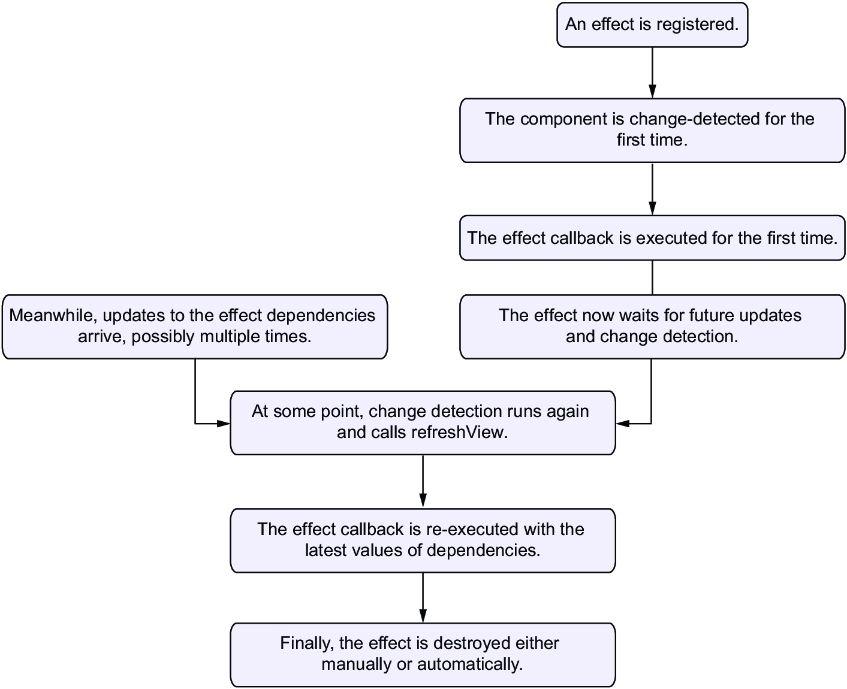 An effect is registered.
The component is change-detected for the
first time.
The effect callback is executed for the first time.
Meanwhile, updates to the effect dependencies
arrive, possibly multiple times.
The effect now waits for future updates
and change detection.
At some point, change detection runs again
and calls refreshView.
The effect callback is re-executed with the
latest values of dependencies.
Finally, the effect is destroyed either
manually or automatically.